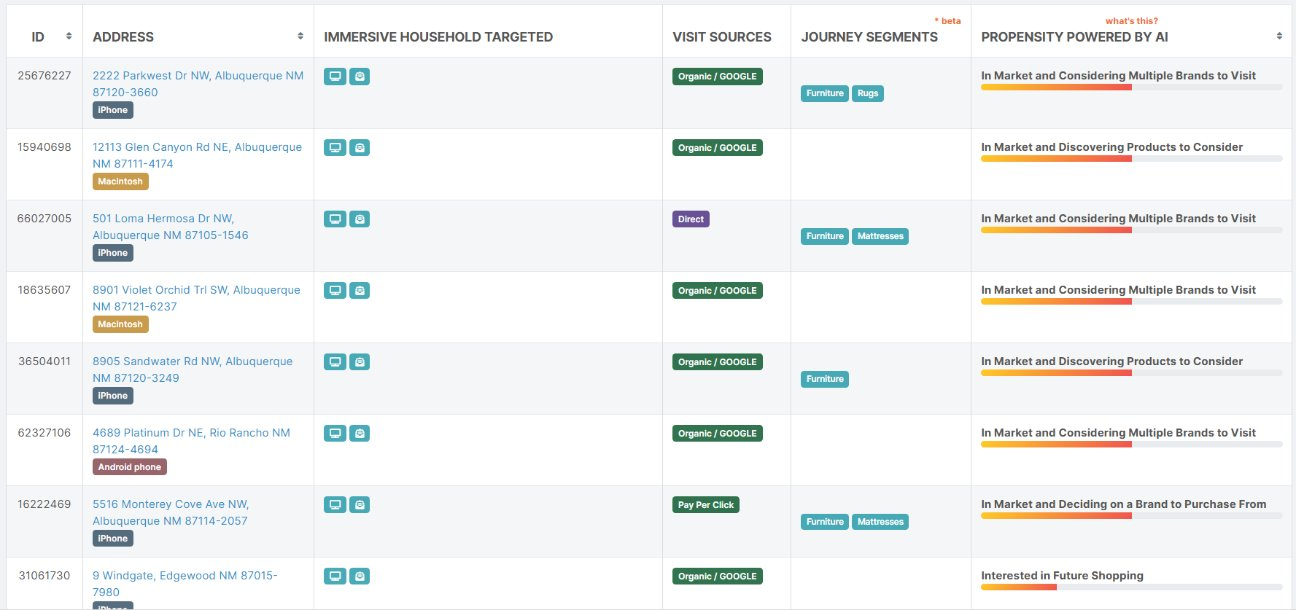 * beta
what's this?
ID ADDRESS IMMERSIVE HOUSEHOLD TARGETED VISIT SOURCES JOURNEY SEGMENTS PROPENSITY POWERED BY AI
25676227 2222 Parkwest Dr NW, Albuquerque NM Organic / GOOGLE In Market and Considering Multiple Brands to Visit
87120-3660 Furniture Rugs
iPhone
15940698 12113 Glen Canyon Rd NE, Albuquerque Organic / GOOGLE In Market and Discovering Products to Consider
NM 87111-4174
Macintosh
66027005 501 Loma Hermosa Dr NW, Direct In Market and Considering Multiple Brands to Visit
Albuquerque NM 87105-1546 Furniture Mattresses
iPhone
18635607 8901 Violet Orchid Trl SW, Albuquerque Organic / GOOGLE In Market and Considering Multiple Brands to Visit
NM 87121-6237
Macintosh
36504011 8905 Sandwater Rd NW, Albuquerque Organic / GOOGLE In Market and Discovering Products to Consider
NM 87120-3249 Furniture
iPhone
62327106 4689 Platinum Dr NE, Rio Rancho NM Organic / GOOGLE In Market and Considering Multiple Brands to Visit
87124-4694
Android phone
16222469 5516 Monterey Cove Ave NW, Pay Per Click In Market and Deciding on a Brand to Purchase From
Albuquerque NM 87114-2057 Furniture Mattresses
iPhone
31061730 9 Windgate, Edgewood NM 87015- Organic / GOOGLE Interested in Future Shopping
7980
iPhone